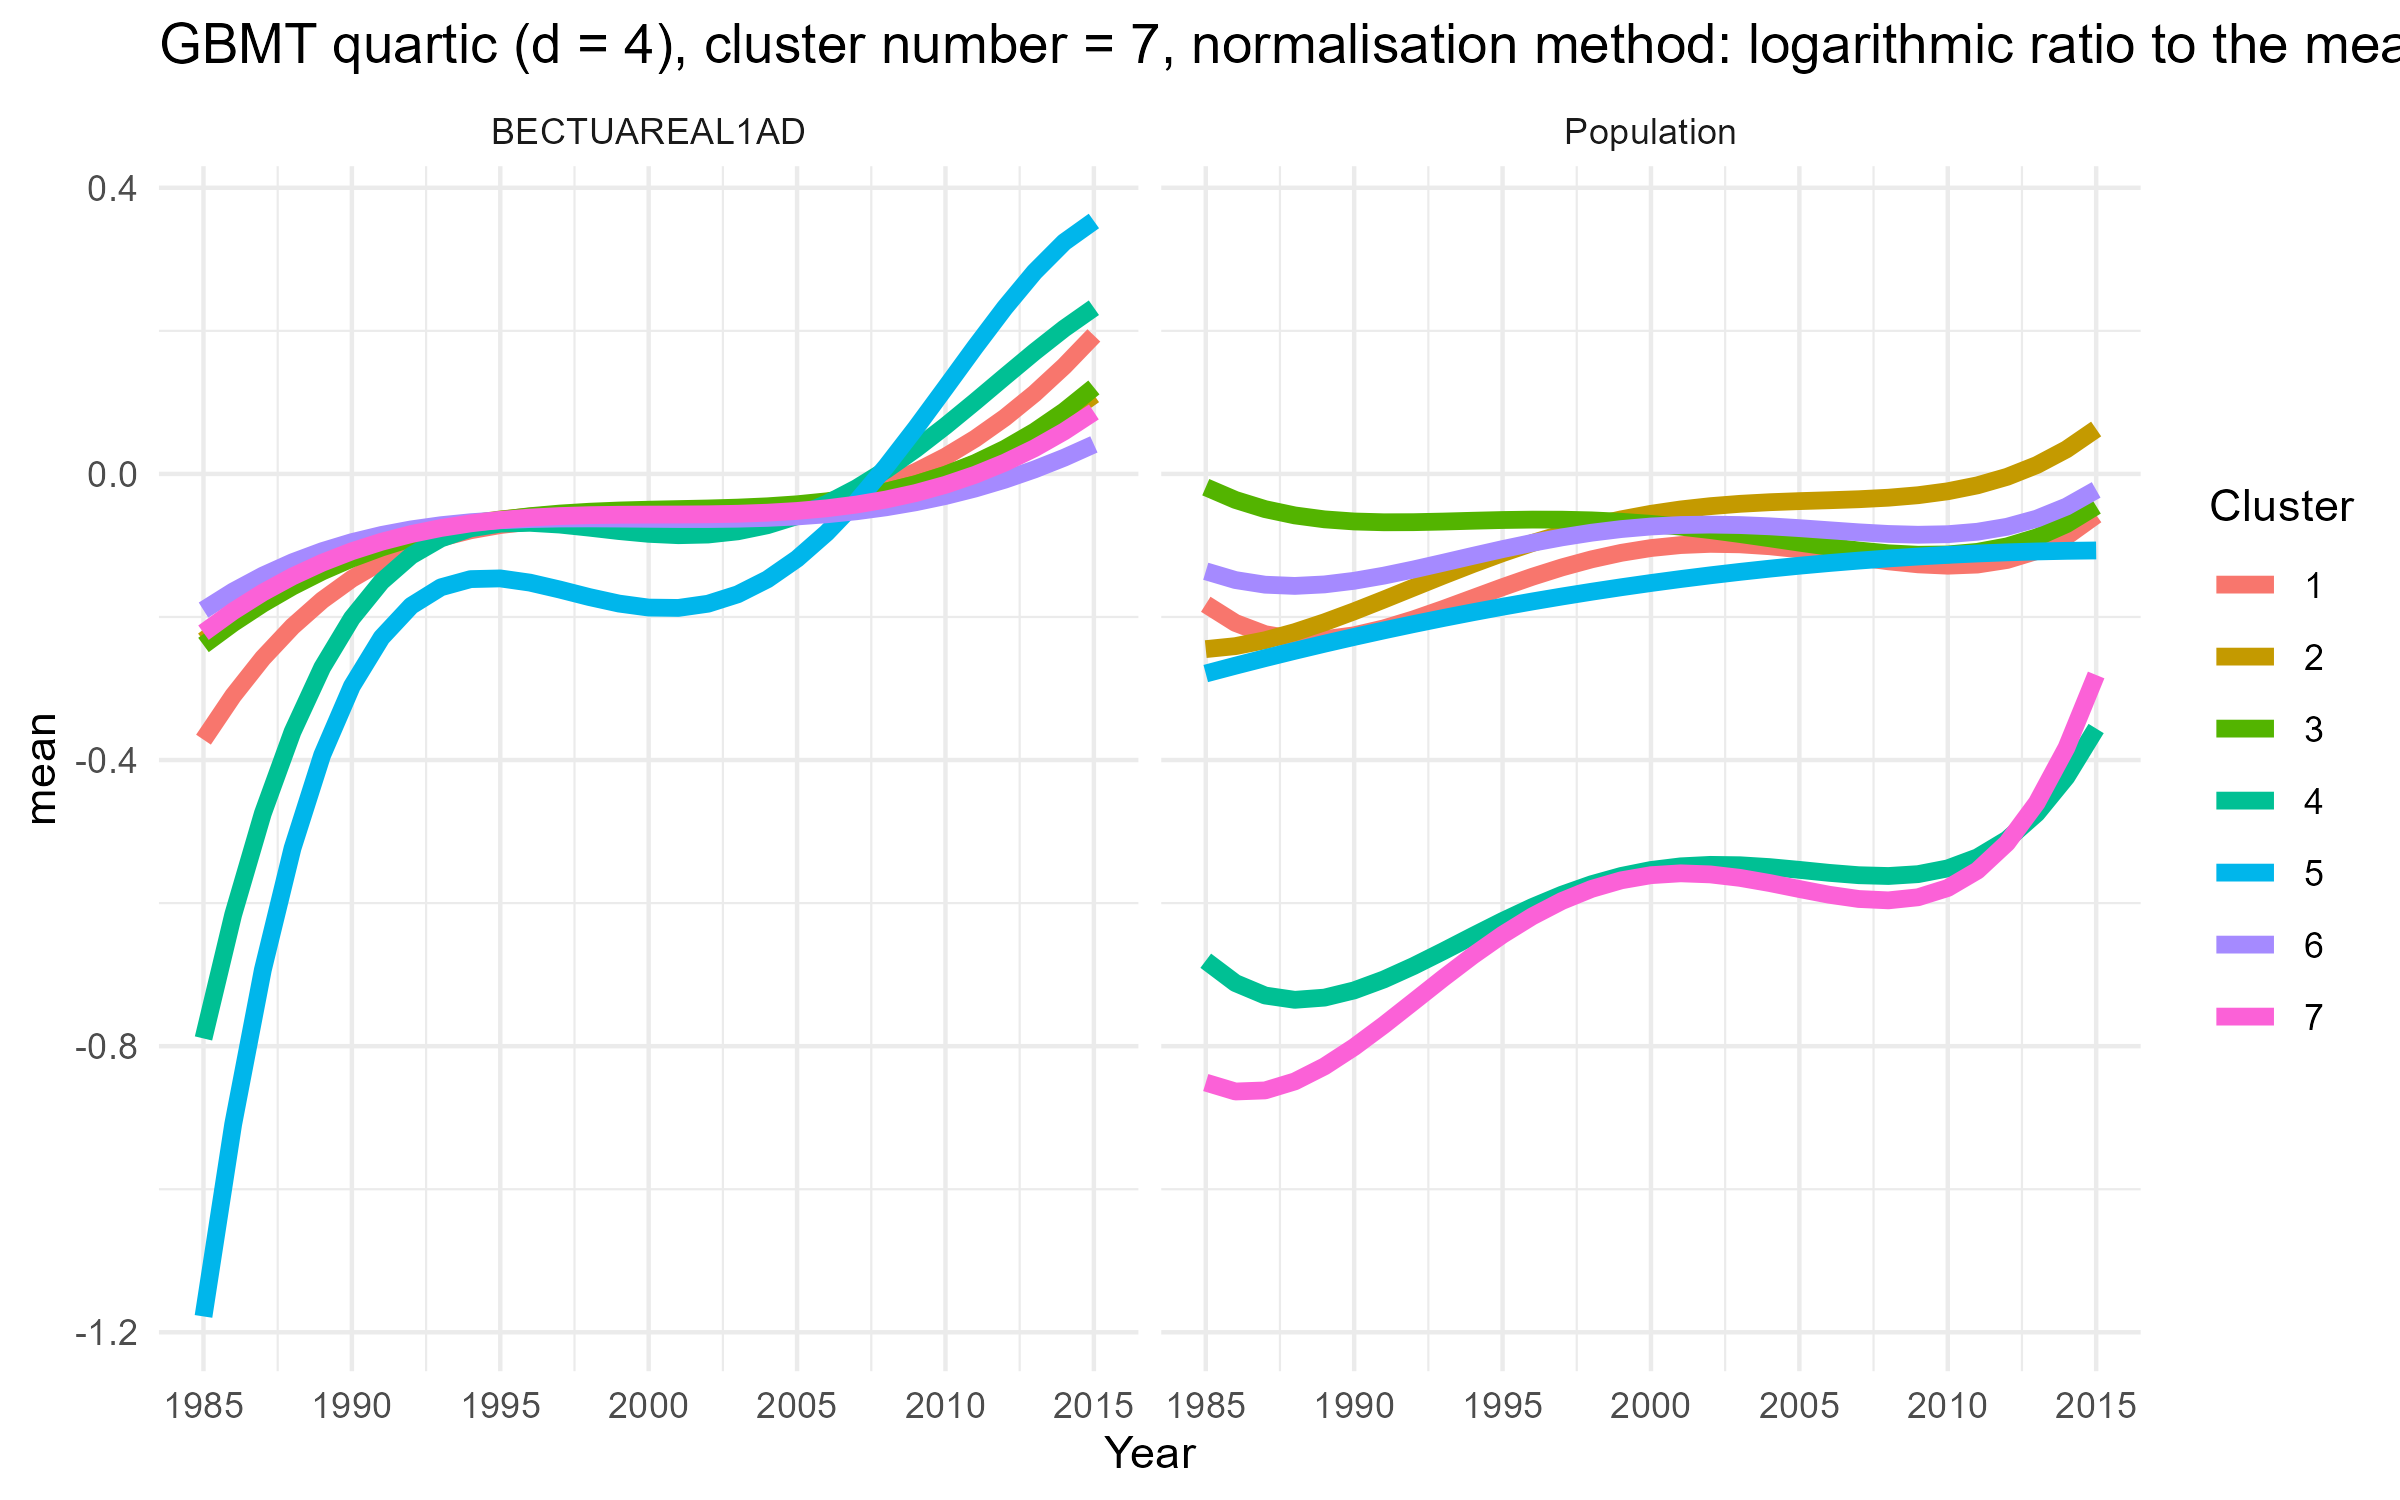 GBMT quartic (d = 4), cluster number = 7, normalisation method: logarithmic ratio to the mea
BECTUAREAL1AD
Population
0.4
0.0
-0.4
-0.8
-1.2
mean
1985 1990 1995 2000 2005 2010 2015
1985 1990 1995 2000 2005 2010 2015
Year
Cluster
1
2
3
4
5
6
7